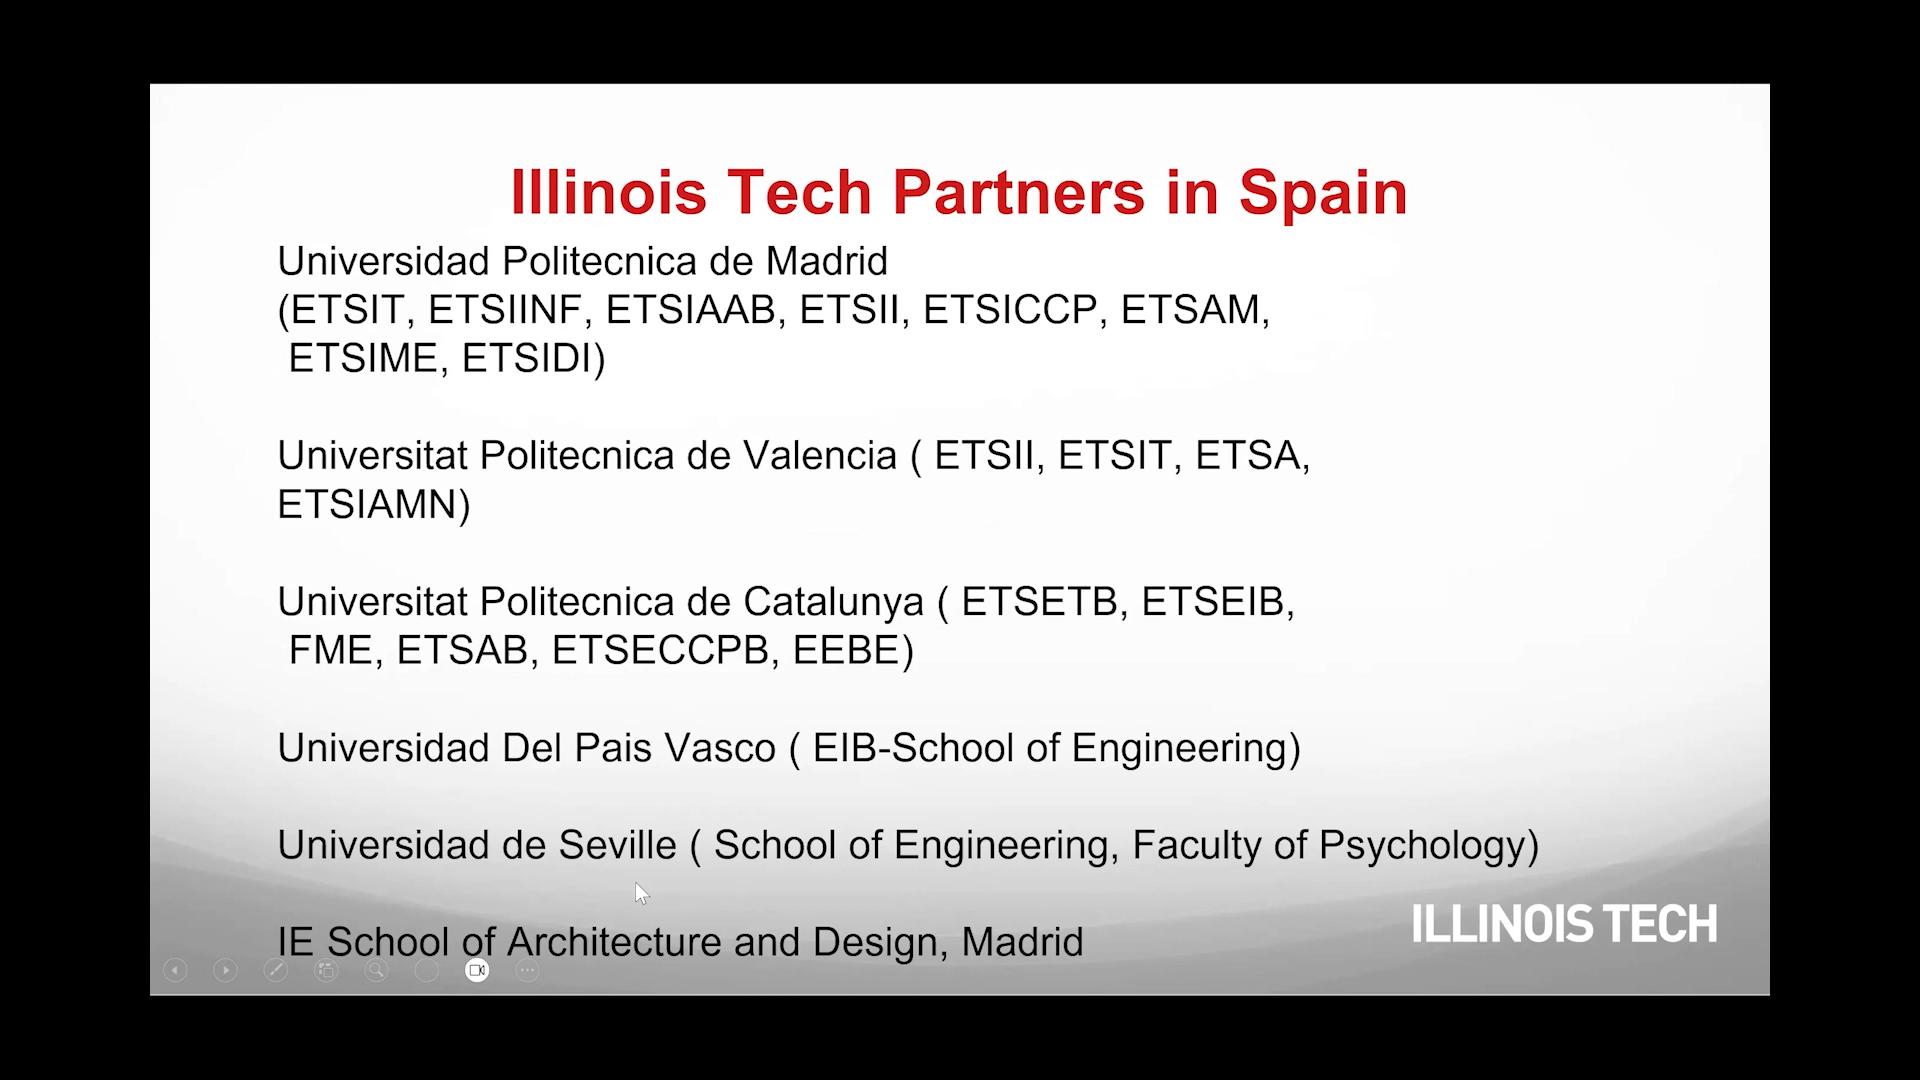 Illinois Tech Partners in Spain
Universidad Politecnica de Madrid
(ETSIT, ETSIINF, ETSIAAB, ETSII, ETSICCP, ETSAM,
ETSIME, ETSIDI)
Universitat Politecnica de Valencia ( ETSII, ETSIT, ETSA,
ETSIAMN)
Universitat Politecnica de Catalunya ( ETSETB, ETSEIB,
FME, ETSAB, ETSECCPB, EEBE)
Universidad Del Pais Vasco ( EIB-School of Engineering)
Universidad de Seville ( School of Engineering, Faculty of Psychology)
IE School of Architecture and Design, Madrid
ILLINOIS TECH